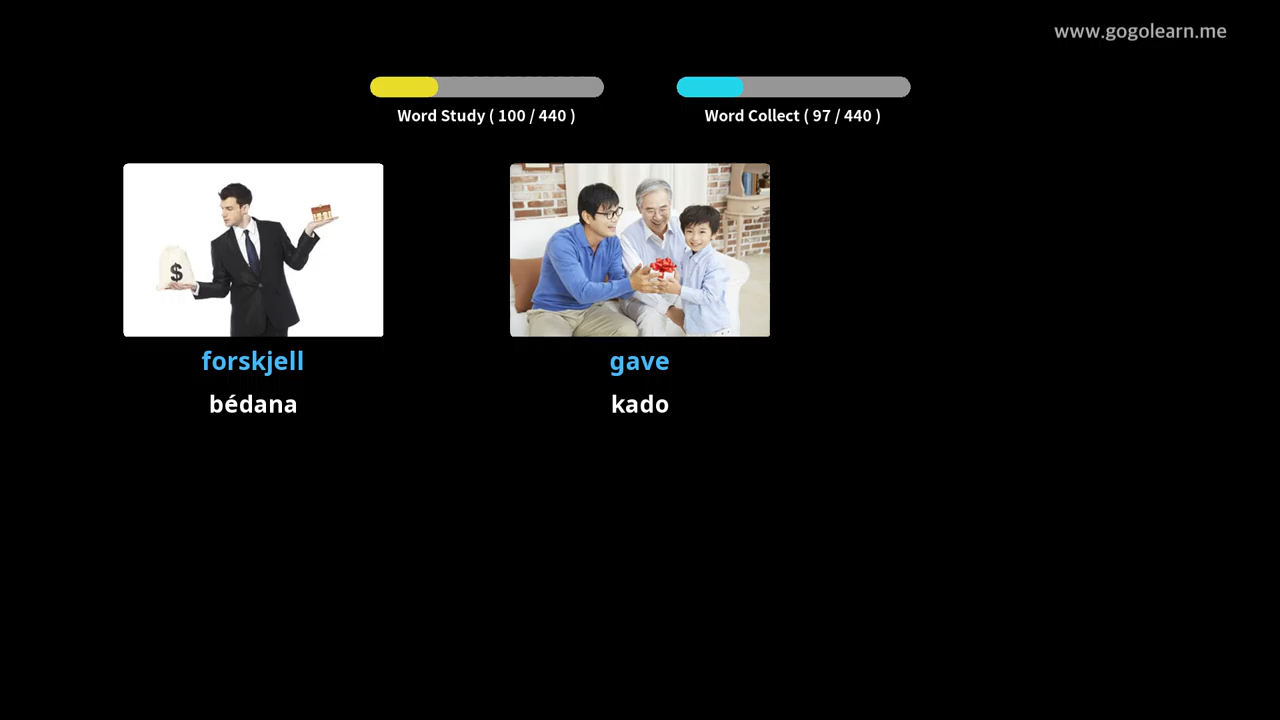 www.gogolearn.me
Word Study ( 100 / 440 )
Word Collect ( 97 / 440 )
$
forskjell
gave
bédana
kado